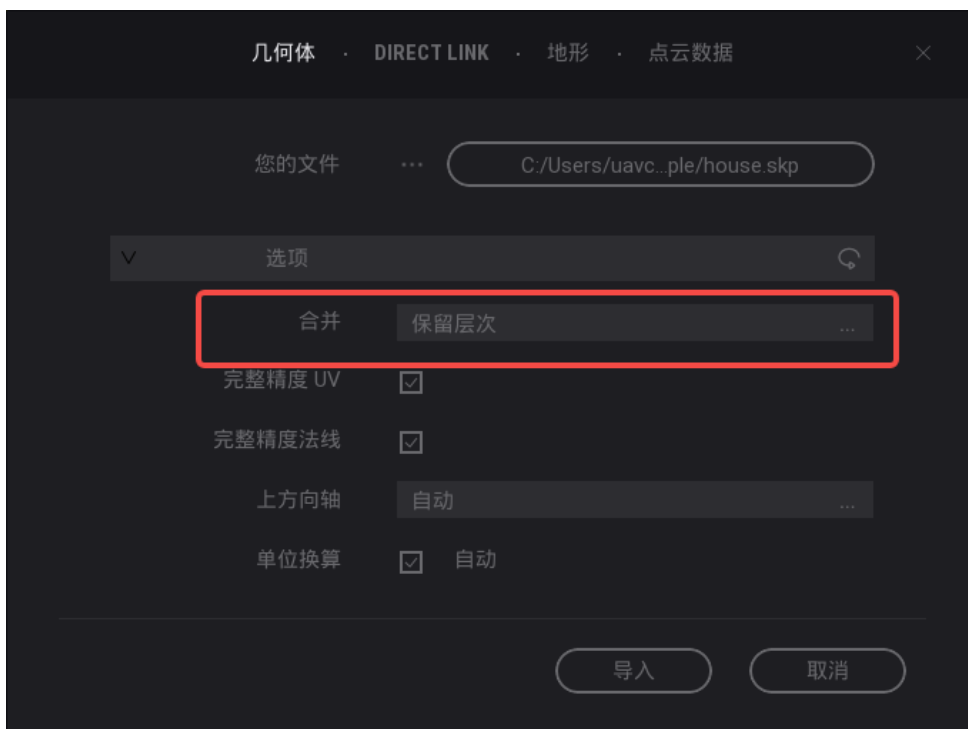 几何体 · DIRECT LINK · 地形 · 点云数据
您的文件 ... C:/Users/uavc...ple/house.skp
选项
合并 保留层次 ...
完整精度 UV
完整精度法线
上方向轴 自动 ...
单位换算 自动
导入 取消